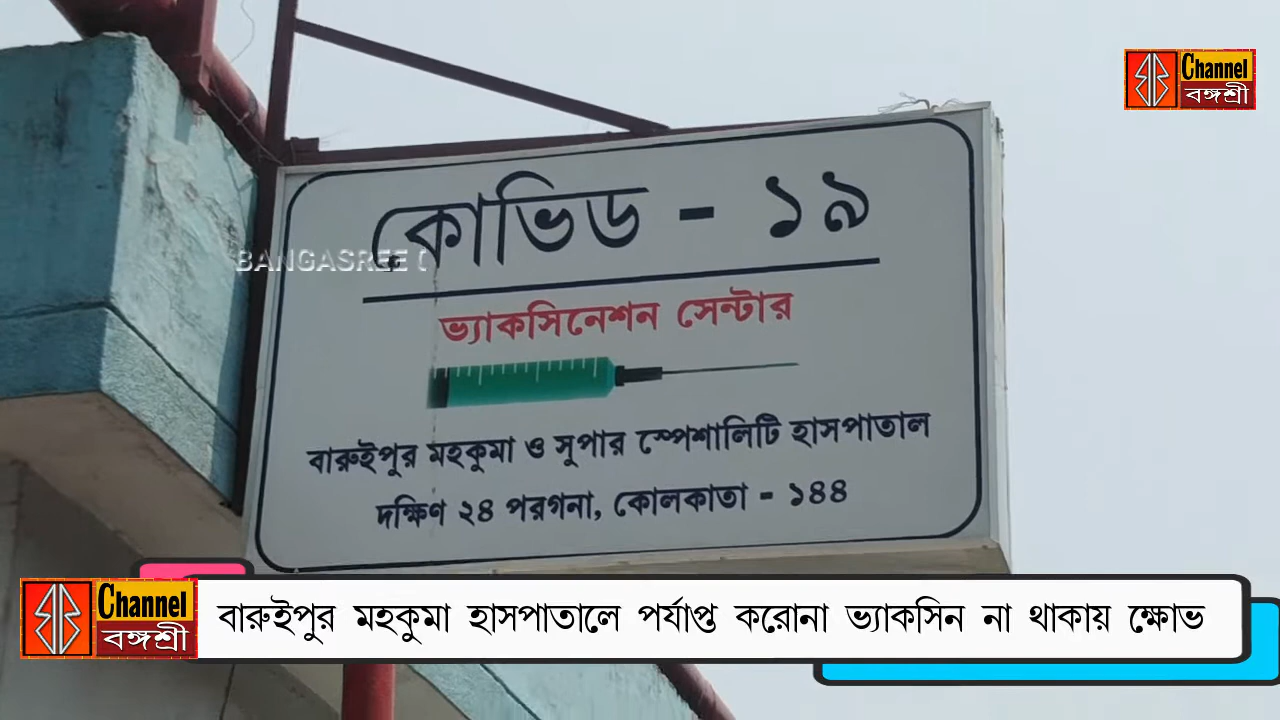 Channel
বঙ্গশ্রী
কোভিড - ১৯
BANGASREE C
ভ্যাকসিনেশন সেন্টার
বারুইপুর মহকুমা ও সুপার স্পেশালিটি হাসপাতাল
দক্ষিণ ২৪ পরগনা, কোলকাতা - ১৪৪
Channel
বঙ্গশ্রী
বারুইপুর মহকুমা হাসপাতালে পর্যাপ্ত করোনা ভ্যাকসিন না থাকায় ক্ষোভ